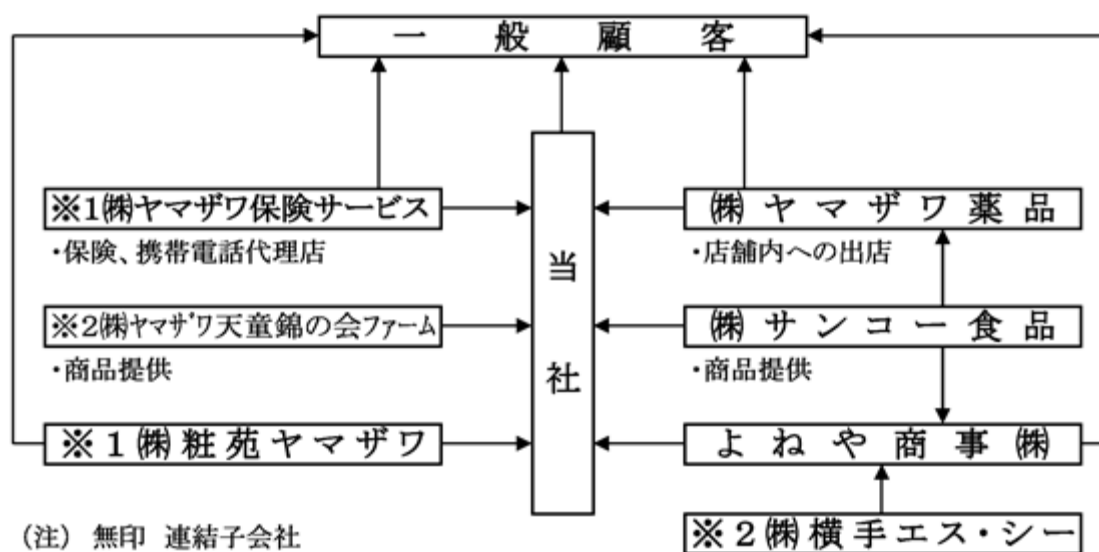 一般顧客
当社
※1㈱ヤマザワ保険サービス
・保険、携帯電話代理店
※2㈱ヤマザワ天童錦の会ファーム
・商品提供
※1㈱粧苑ヤマザワ
㈱ヤマザワ薬品
・店舗内への出店
㈱サンコー食品
・商品提供
よねや商事㈱
※2㈱横手エス・シー
(注) 無印 連結子会社